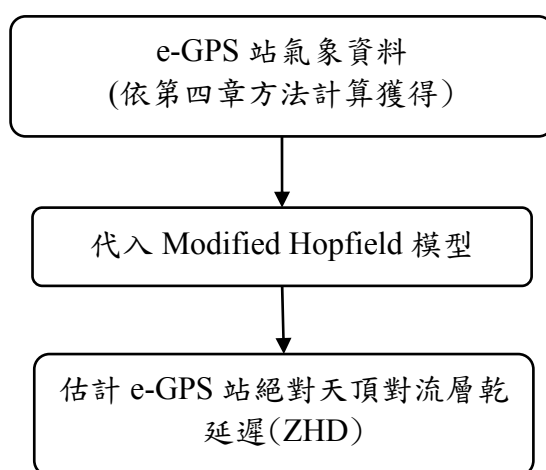 e-GPS 站氣象資料
(依第四章方法計算獲得)
代入 Modified Hopfield 模型
估計 e-GPS 站絕對天頂對流層乾
延遲(ZHD)